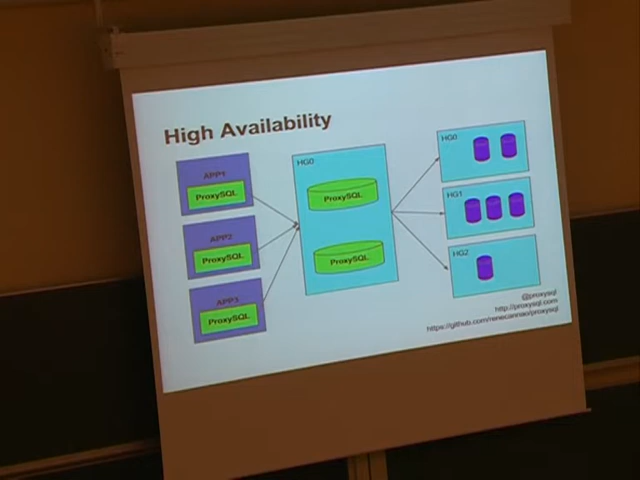 High Availability
APP1
ProxySQL
APP2
ProxySQL
APP3
ProxySQL
HG0
ProxySQL
ProxySQL
HG0
HG1
HG2
@proxysql
http://proxysql.com
https://github.com/renecannao/proxysql